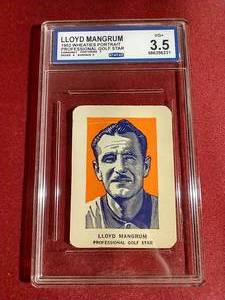 LLOYD MANGRUM
1952 WHEATIES PORTRAIT
PROFESSIONAL GOLF STAR
VG+
3.5
LLOYD MANGRUM
PROFESSIONAL GOLF STAR